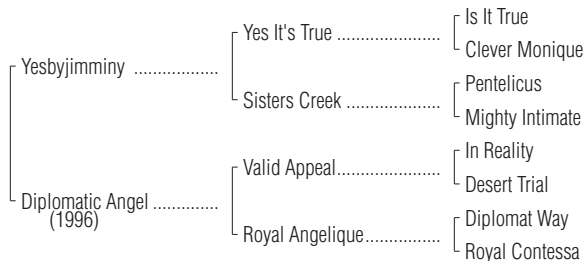 Is It True
Yes It's True ......................
Clever Monique
Yesbyjimminy ..................
Pentelicus
Sisters Creek ....................
Mighty Intimate
In Reality
Valid Appeal......................
Desert Trial
Diplomatic Angel ..............
(1996)
Diplomat Way
Royal Angelique................
Royal Contessa